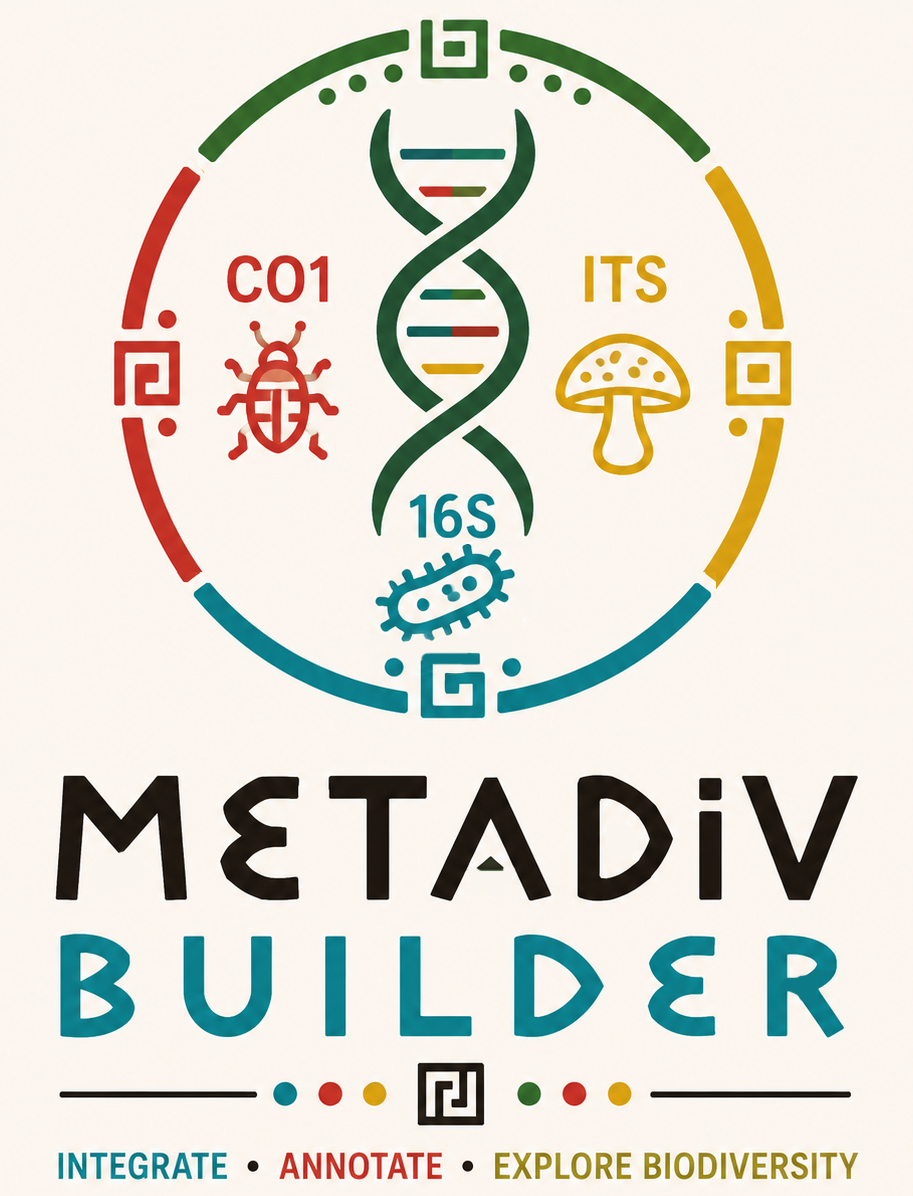 CO1
ITS
16S
METADiV
BUILDER
INTEGRATE • ANNOTATE • EXPLORE BIODIVERSITY